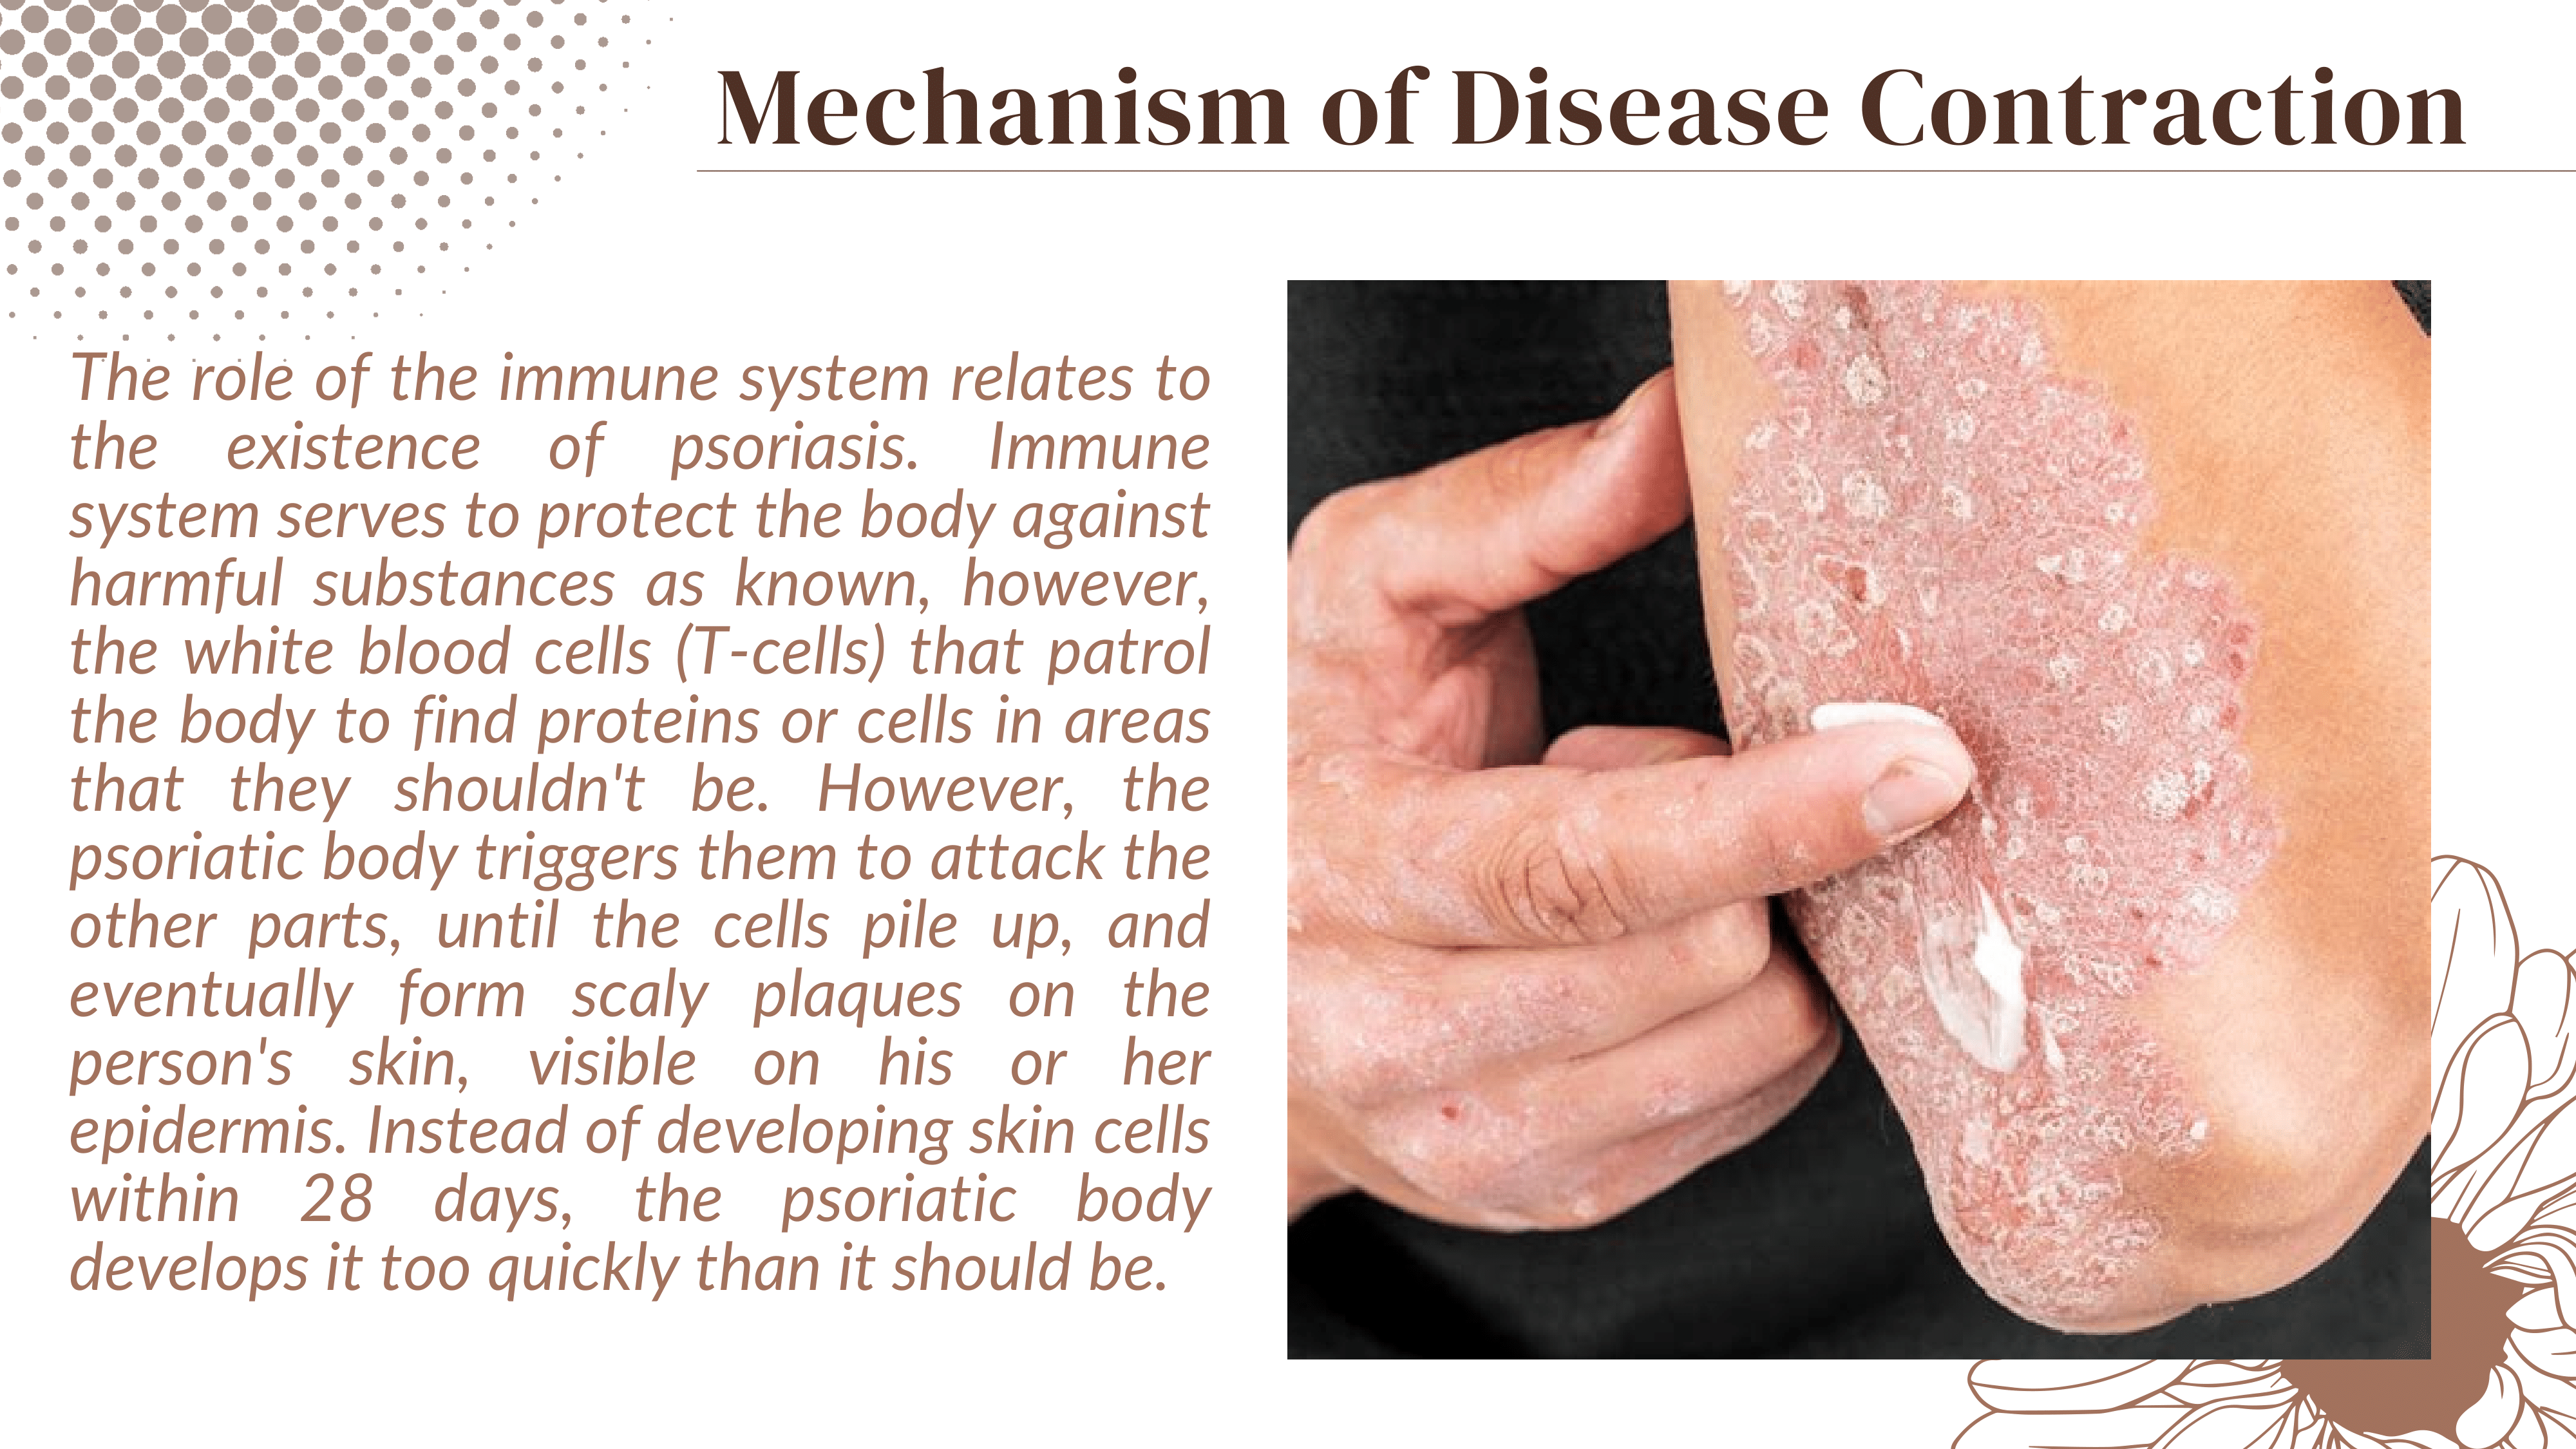 Mechanism of Disease Contraction
The role of the immune system relates to
the existence of psoriasis. Immune
system serves to protect the body against
harmful substances as known, however,
the white blood cells (T-cells) that patrol
the body to find proteins or cells in areas
that they shouldn't be. However, the
psoriatic body triggers them to attack the
other parts, until the cells pile up, and
eventually form scaly plaques on the
person's skin, visible on his or her
epidermis. Instead of developing skin cells
within 28 days, the psoriatic body
develops it too quickly than it should be.